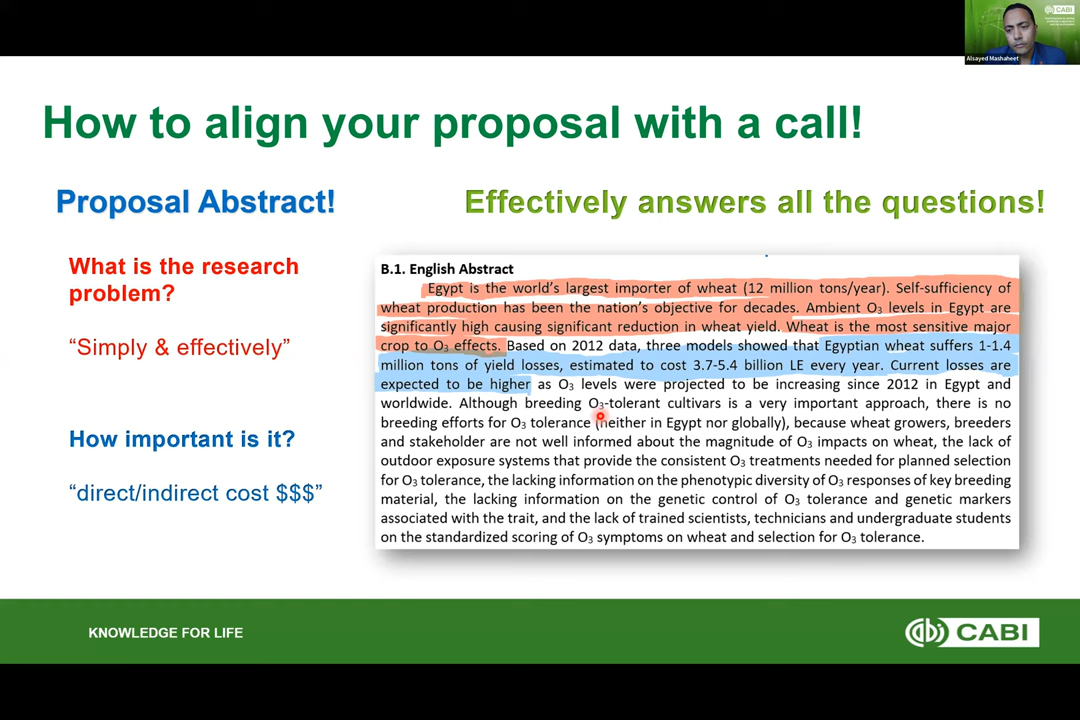 CABI
Alsayed Mashaheet
How to align your proposal with a call!
Proposal Abstract!
Effectively answers all the questions!
What is the research
problem?
“Simply & effectively”
How important is it?
“direct/indirect cost $$$”
B.1. English Abstract
Egypt is the world’s largest importer of wheat (12 million tons/year). Self-sufficiency of
wheat production has been the nation’s objective for decades. Ambient O₃ levels in Egypt are
significantly high causing significant reduction in wheat yield. Wheat is the most sensitive major
crop to O₃ effects. Based on 2012 data, three models showed that Egyptian wheat suffers 1-1.4
million tons of yield losses, estimated to cost 3.7-5.4 billion LE every year. Current losses are
expected to be higher as O₃ levels were projected to be increasing since 2012 in Egypt and
worldwide. Although breeding O₃-tolerant cultivars is a very important approach, there is no
breeding efforts for O₃ tolerance (neither in Egypt nor globally), because wheat growers, breeders
and stakeholder are not well informed about the magnitude of O₃ impacts on wheat, the lack of
outdoor exposure systems that provide the consistent O₃ treatments needed for planned selection
for O₃ tolerance, the lacking information on the phenotypic diversity of O₃ responses of key breeding
material, the lacking information on the genetic control of O₃ tolerance and genetic markers
associated with the trait, and the lack of trained scientists, technicians and undergraduate students
on the standardized scoring of O₃ symptoms on wheat and selection for O₃ tolerance.
KNOWLEDGE FOR LIFE
CABI